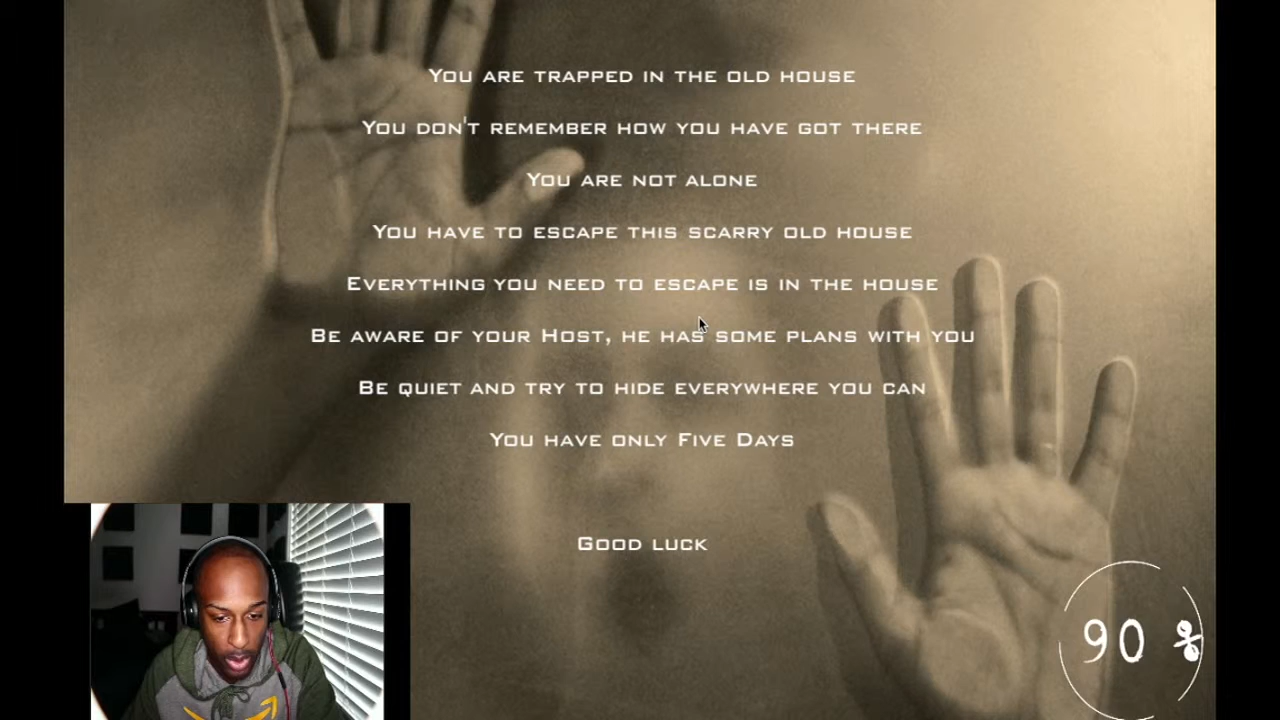 You are trapped in the old house
You don't remember how you have got there
You are not alone
You have to escape this scarry old house
Everything you need to escape is in the house
Be aware of your Host, he has some plans with you
Be quiet and try to hide everywhere you can
You have only Five Days
Good luck
90 %